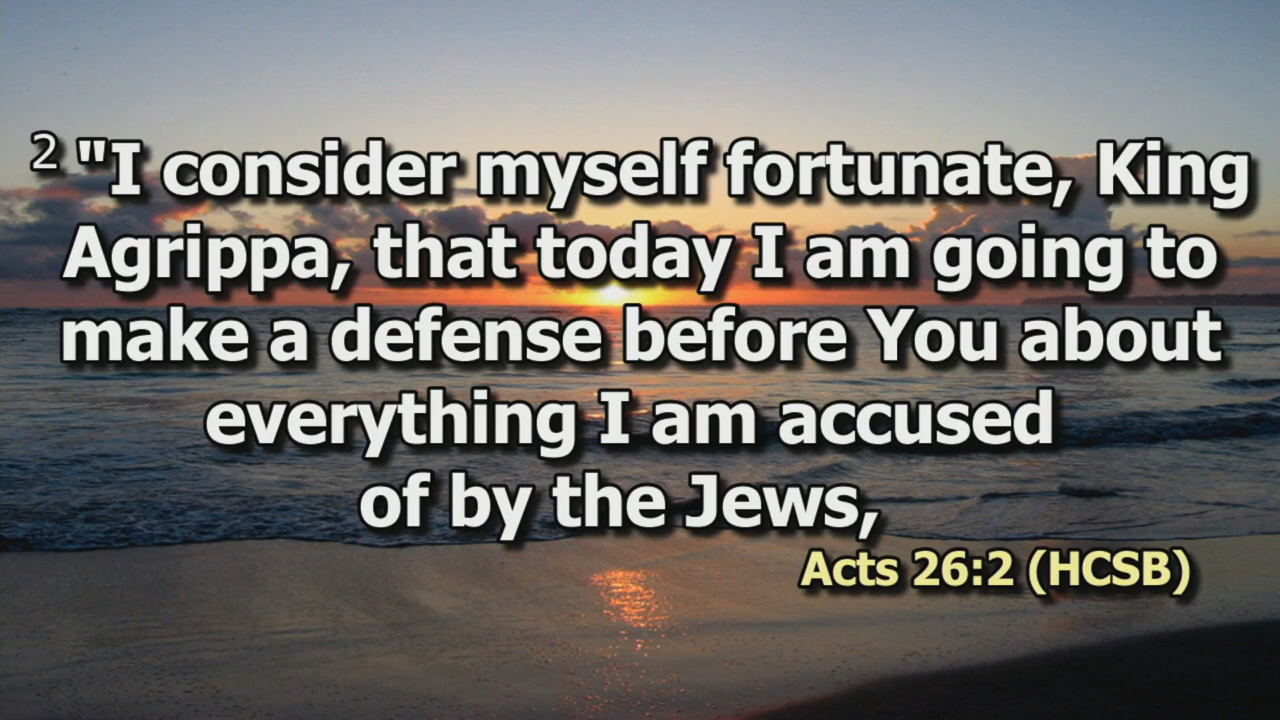 2 "I consider myself fortunate, King
Agrippa, that today I am going to
make a defense before You about
everything I am accused
of by the Jews,
Acts 26:2 (HCSB)